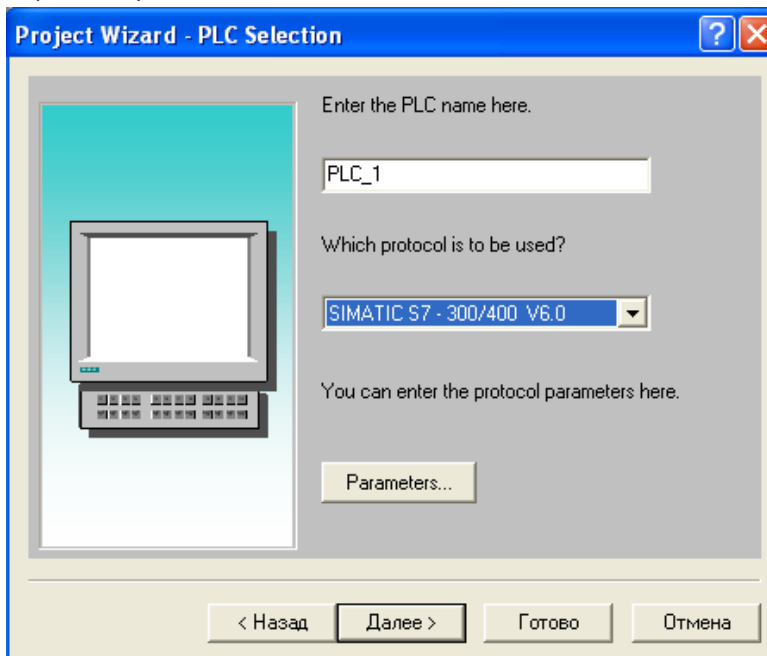 Project Wizard - PLC Selection
Enter the PLC name here.
PLC_1
Which protocol is to be used?
SIMATIC S7 - 300/400 V6.0
You can enter the protocol parameters here.
Parameters...
< Назад Далее > Готово Отмена